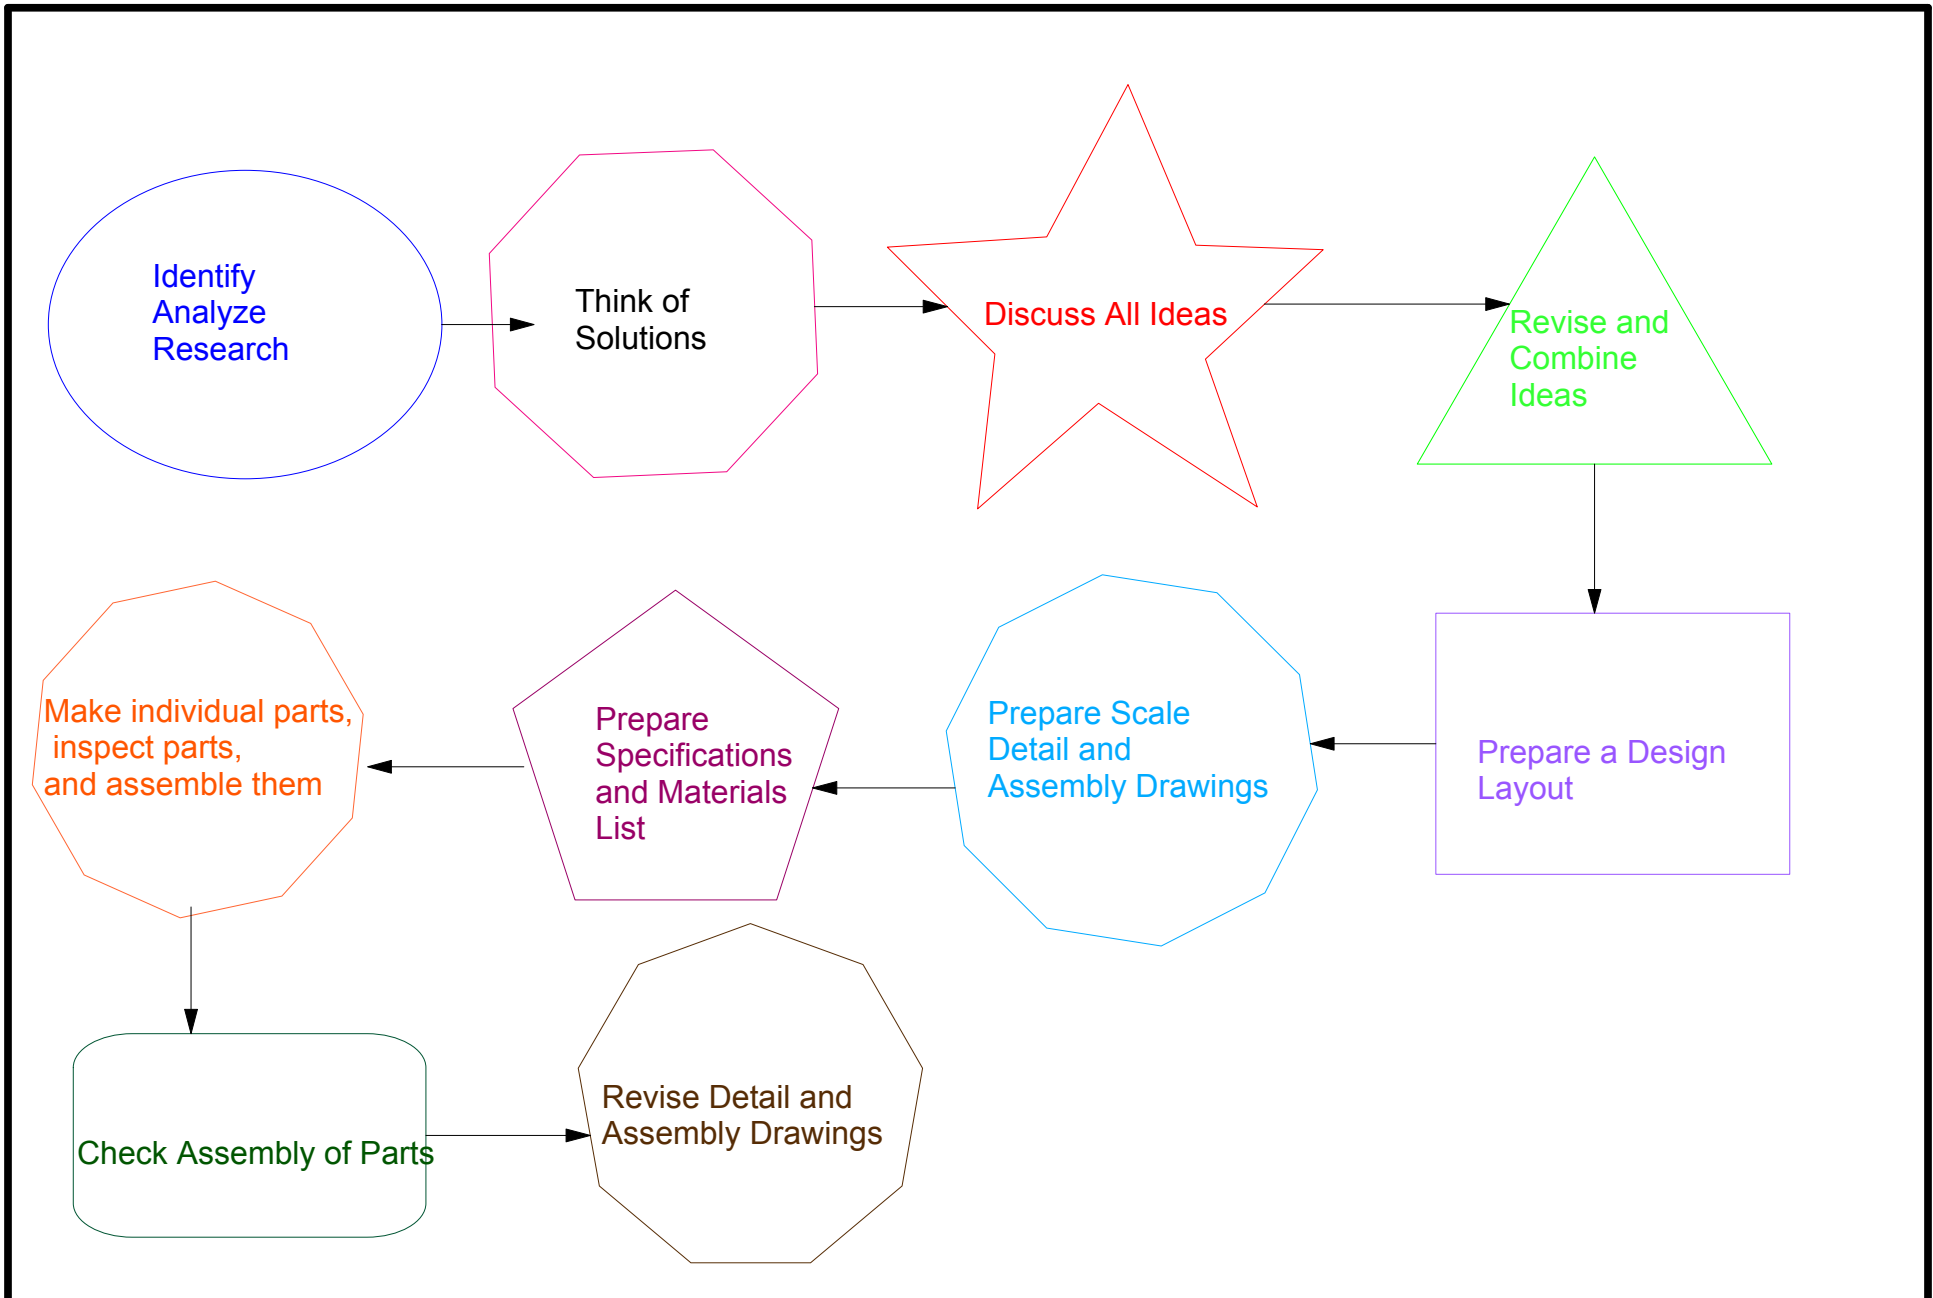 Identify
Analyze
Research
Think of
Solutions
Discuss All Ideas
Revise and
Combine
Ideas
Prepare a Design
Layout
Prepare Scale
Detail and
Assembly Drawings
Prepare
Specifications
and Materials
List
Make individual parts,
inspect parts,
and assemble them
Check Assembly of Parts
Revise Detail and
Assembly Drawings